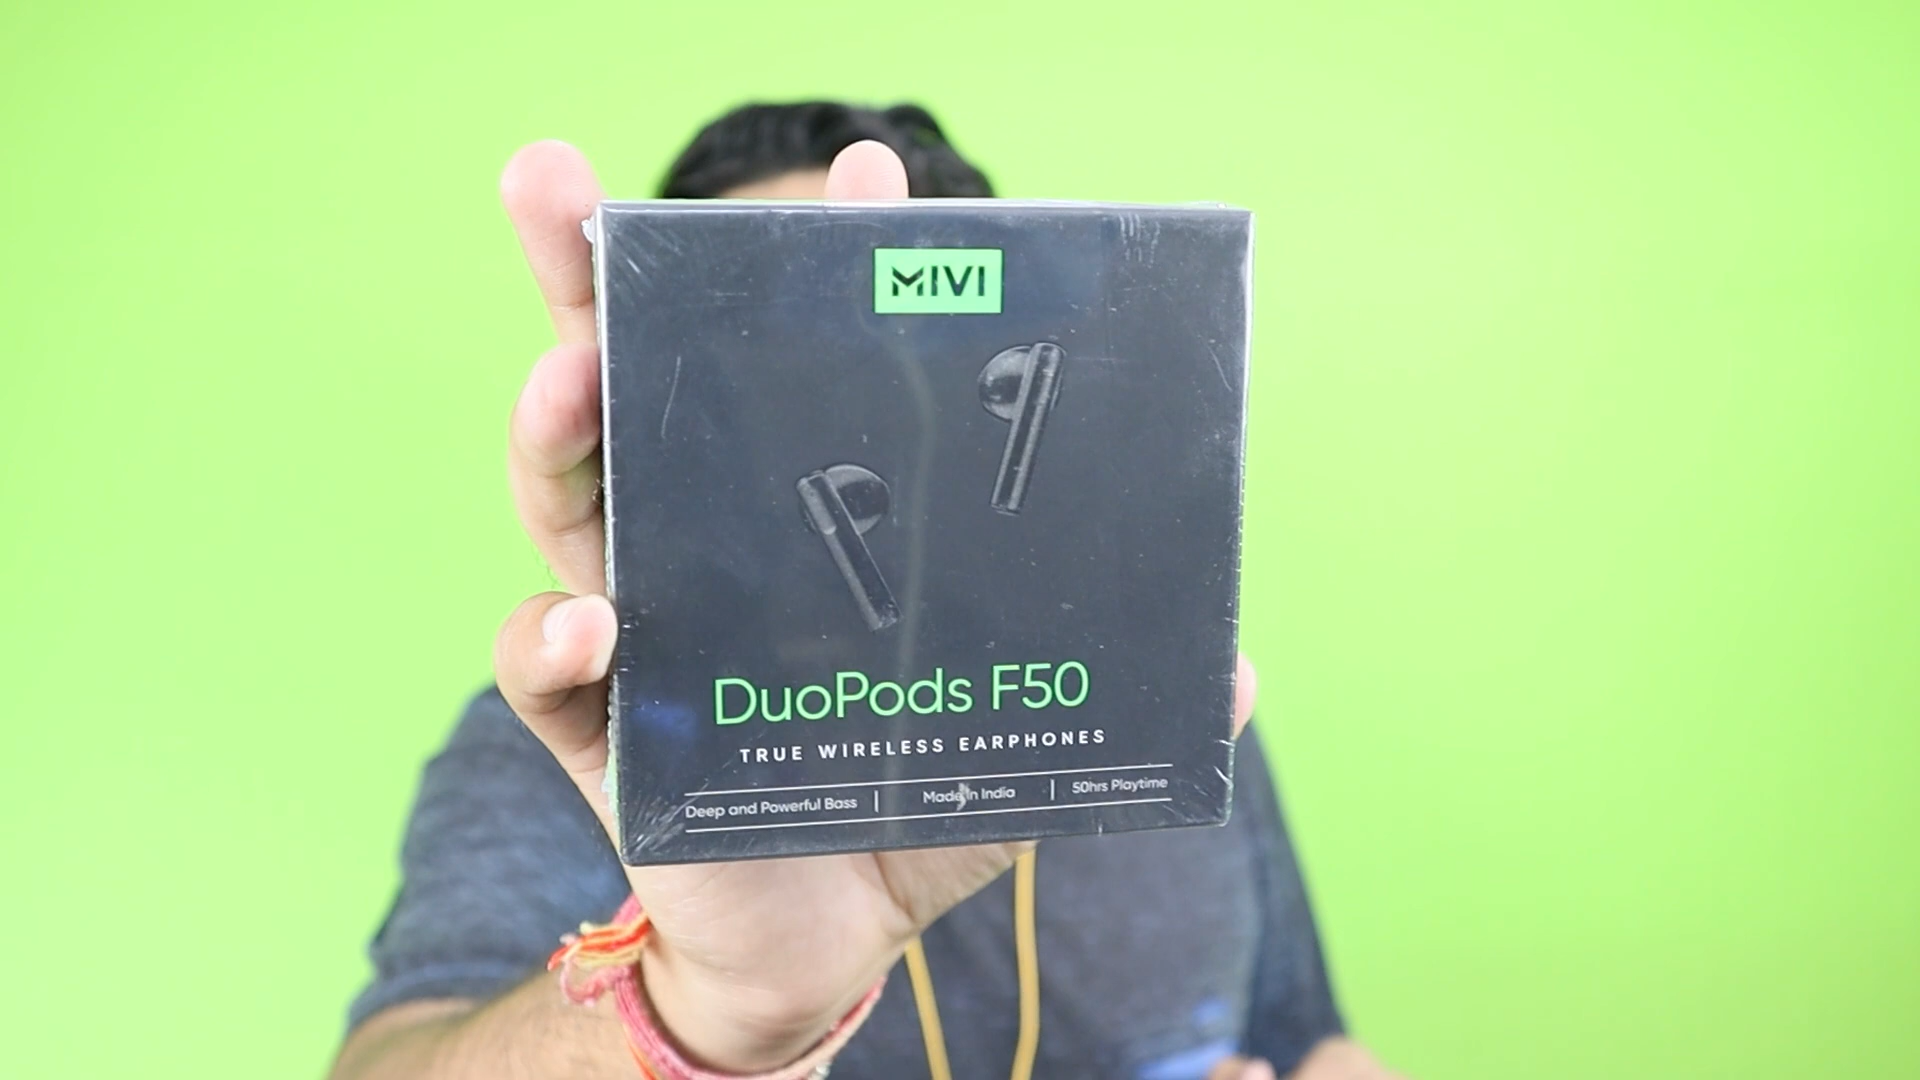 MIVI
DuoPods F50
TRUE WIRELESS EARPHONES
Deep and Powerful Bass | Made in India | 50hrs Playtime